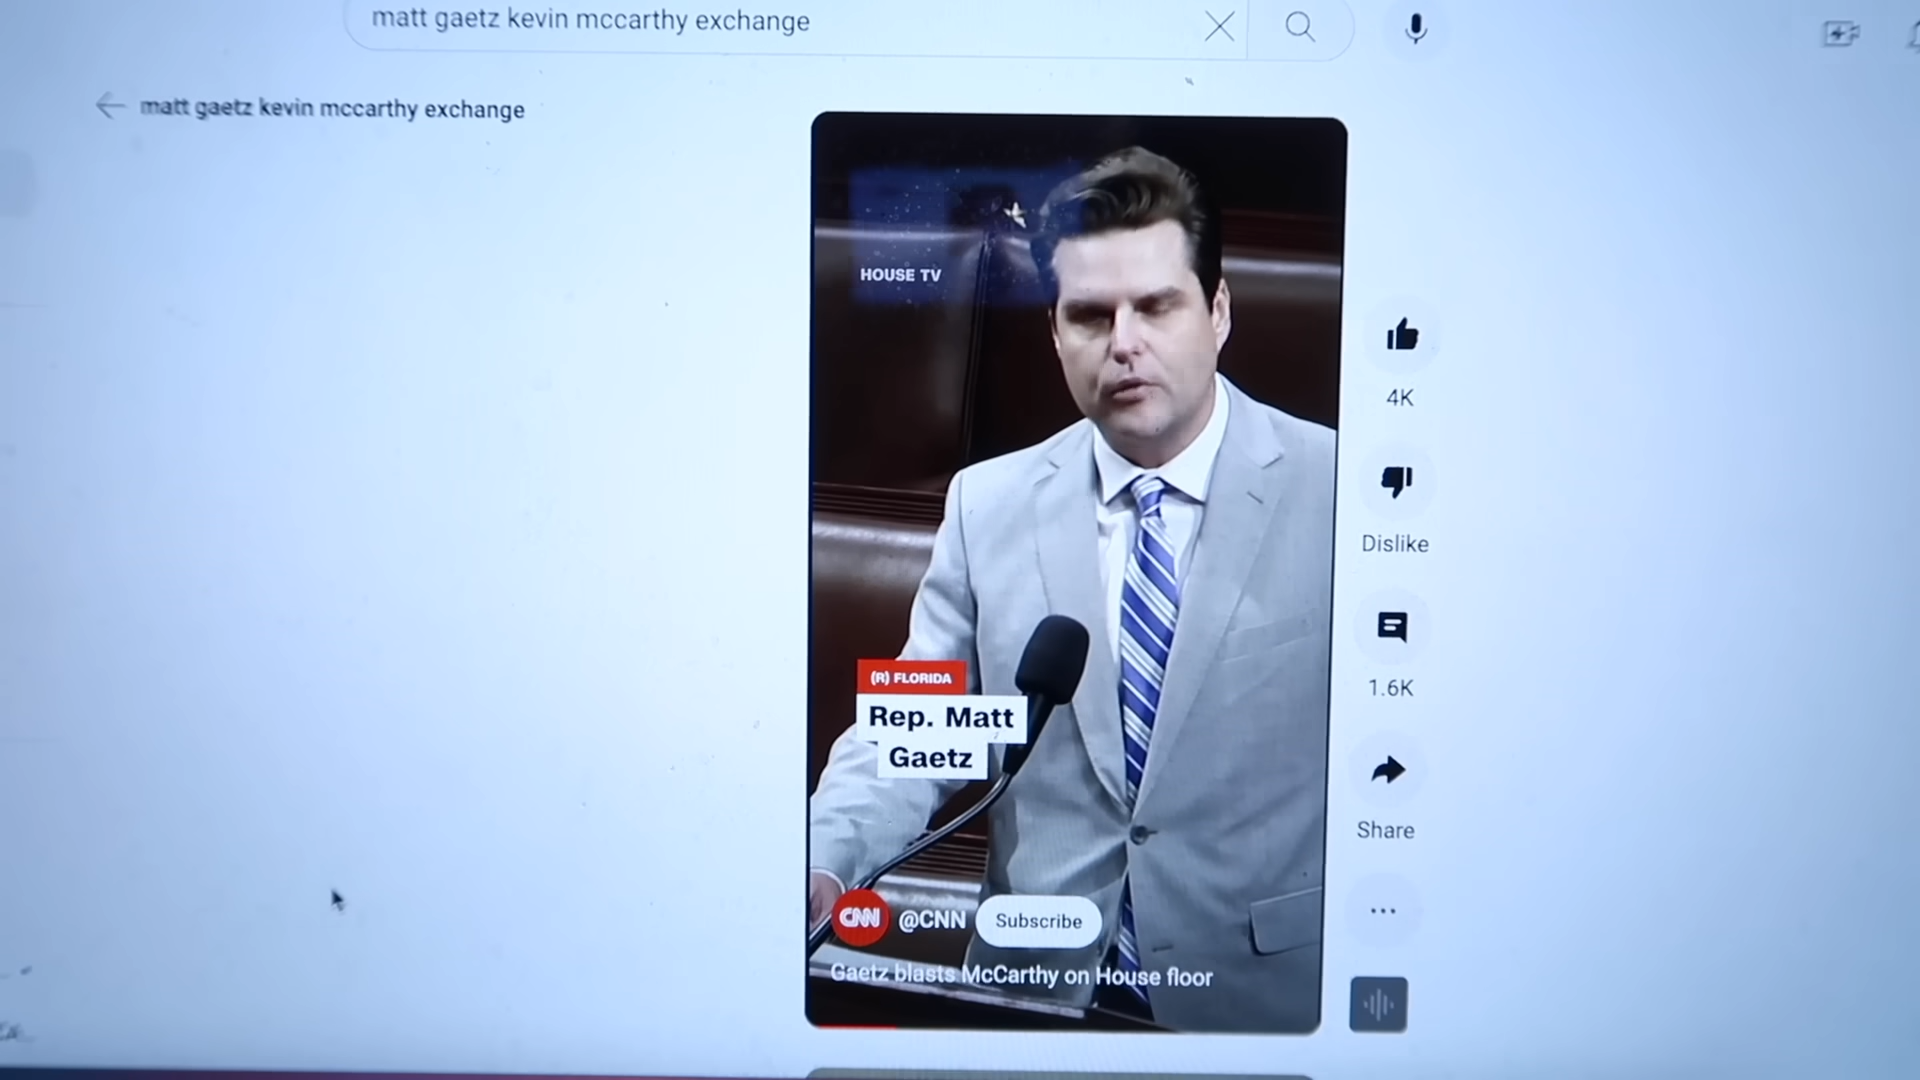 matt gaetz kevin mccarthy exchange
matt gaetz kevin mccarthy exchange
HOUSE TV
4K
Dislike
1.6K
(R) FLORIDA
Rep. Matt
Gaetz
Share
CNN @CNN Subscribe
Gaetz blasts McCarthy on House floor